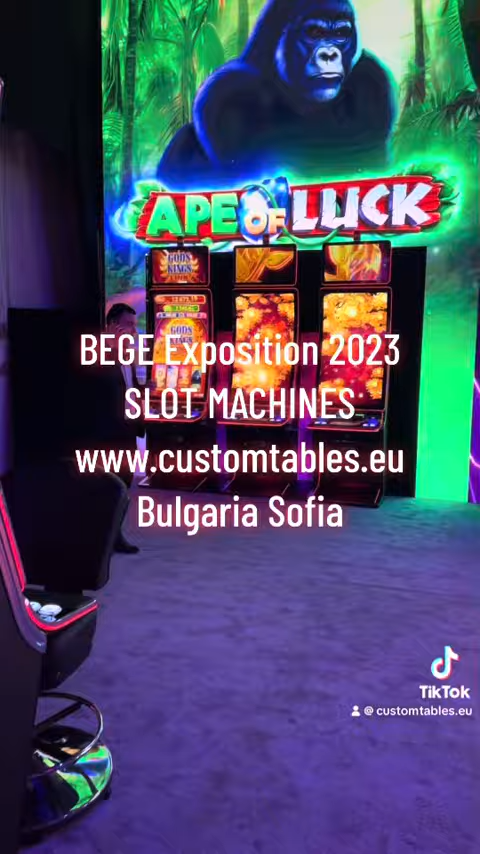 APE OF LUCK
GODS
KINGS
GODS
KINGS
BEGE Exposition 2023
SLOT MACHINES
www.customtables.eu
Bulgaria Sofia
TikTok
@ customtables.eu